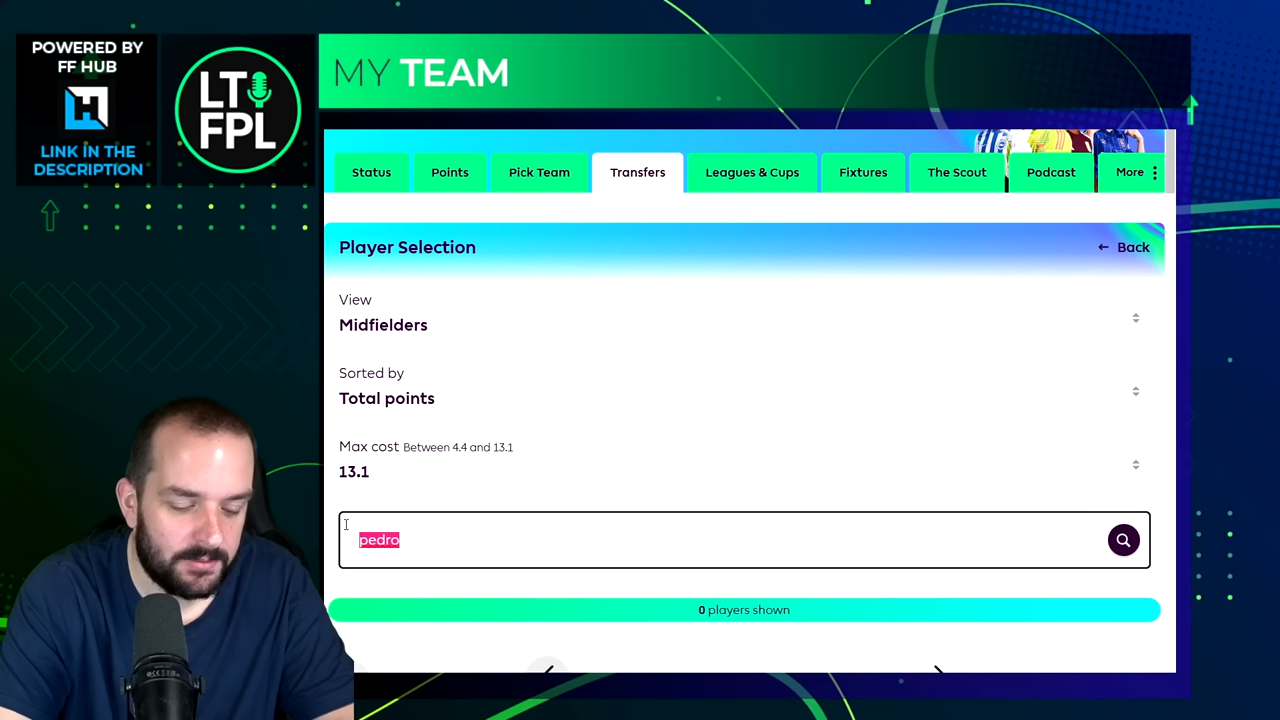 POWERED BY
FF HUB
LINK IN THE
DESCRIPTION
LT
FPL
MY TEAM
Status
Points
Pick Team
Transfers
Leagues & Cups
Fixtures
The Scout
Podcast
More
Player Selection
← Back
View
Midfielders
Sorted by
Total points
Max cost Between 4.4 and 13.1
13.1
pedro
0 players shown